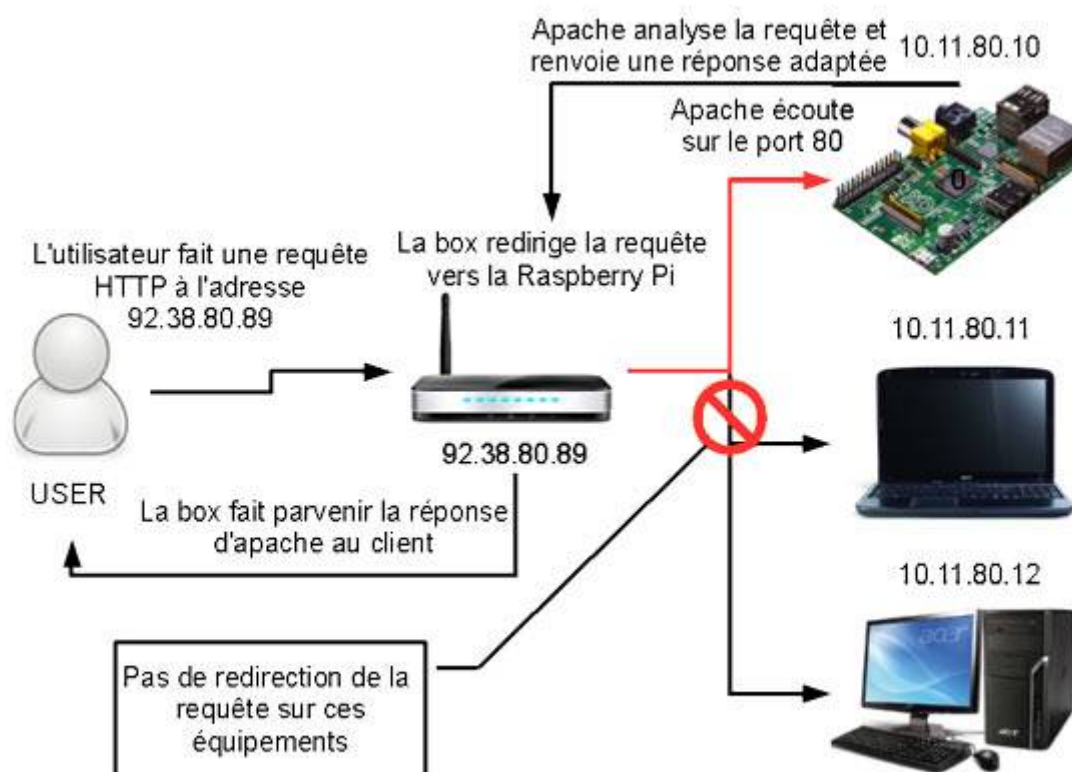 Apache analyse la requête et
renvoie une réponse adaptée
10.11.80.10
Apache écoute
sur le port 80
L'utilisateur fait une requête
HTTP à l'adresse
92.38.80.89
La box redirige la requête
vers la Raspberry Pi
0
10.11.80.11
92.38.80.89
USER
La box fait parvenir la réponse
d'apache au client
10.11.80.12
acer
Pas de redirection de la
requête sur ces
équipements